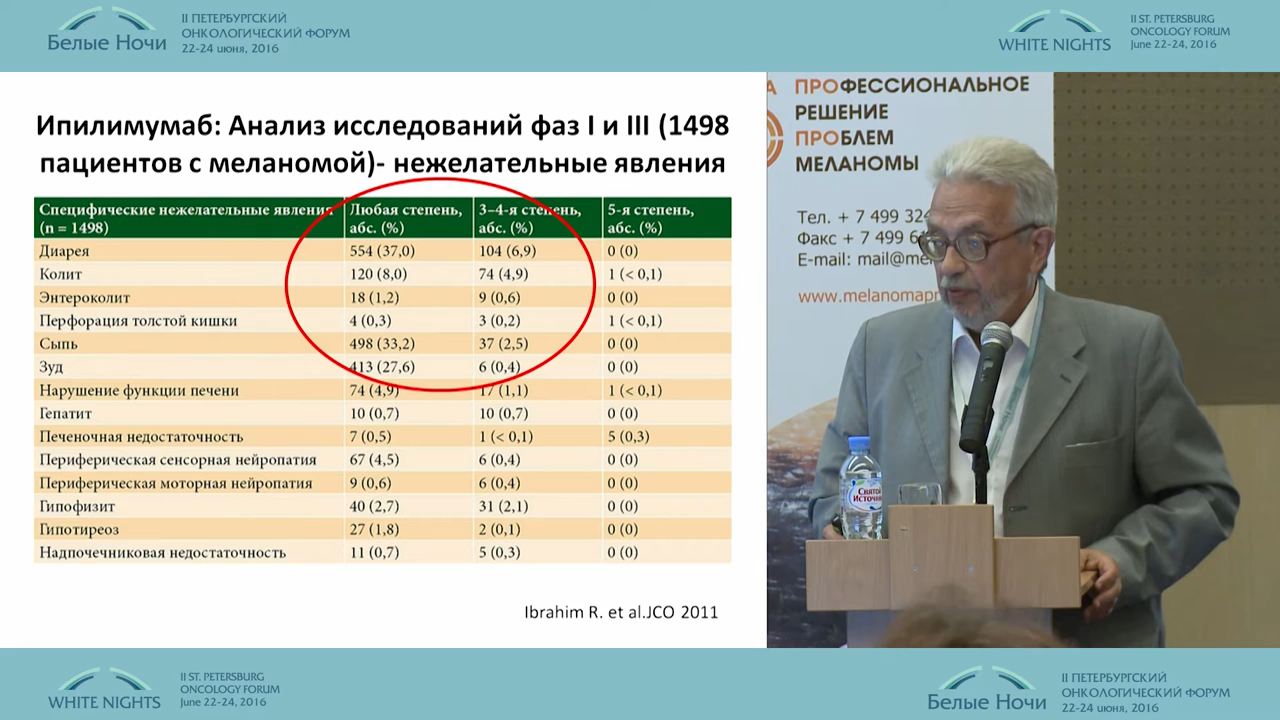 Белые Ночи
II ПЕТЕРБУРГСКИЙ
ОНКОЛОГИЧЕСКИЙ ФОРУМ
22-24 июня, 2016
WHITE NIGHTS
II ST. PETERSBURG
ONCOLOGY FORUM
June 22-24, 2016
Ипилимумаб: Анализ исследований фаз I и III (1498
пациентов с меланомой)- нежелательные явления
Специфические нежелательные явления (n = 1498) Любая степень, абс. (%) 3–4-я степень, абс. (%) 5-я степень, абс. (%)
Диарея 554 (37,0) 104 (6,9) 0 (0)
Колит 120 (8,0) 74 (4,9) 1 (< 0,1)
Энтероколит 18 (1,2) 9 (0,6) 0 (0)
Перфорация толстой кишки 4 (0,3) 3 (0,2) 1 (< 0,1)
Сыпь 498 (33,2) 37 (2,5) 0 (0)
Зуд 413 (27,6) 6 (0,4) 0 (0)
Нарушение функции печени 74 (4,9) 17 (1,1) 1 (< 0,1)
Гепатит 10 (0,7) 10 (0,7) 0 (0)
Печеночная недостаточность 7 (0,5) 1 (< 0,1) 5 (0,3)
Периферическая сенсорная нейропатия 67 (4,5) 6 (0,4) 0 (0)
Периферическая моторная нейропатия 9 (0,6) 6 (0,4) 0 (0)
Гипофизит 40 (2,7) 31 (2,1) 0 (0)
Гипотиреоз 27 (1,8) 2 (0,1) 0 (0)
Надпочечниковая недостаточность 11 (0,7) 5 (0,3) 0 (0)
Ibrahim R. et al.JCO 2011
ПРОФЕССИОНАЛЬНОЕ
РЕШЕНИЕ
ПРОБЛЕМ
МЕЛАНОМЫ
Тел. + 7 499
Факс + 7 499
E-mail:
СВЯТОЙ
ИСТОЧНИК
WHITE NIGHTS
II ST. PETERSBURG
ONCOLOGY FORUM
June 22-24, 2016
Белые Ночи
II ПЕТЕРБУРГСКИЙ
ОНКОЛОГИЧЕСКИЙ ФОРУМ
22-24 июня, 2016